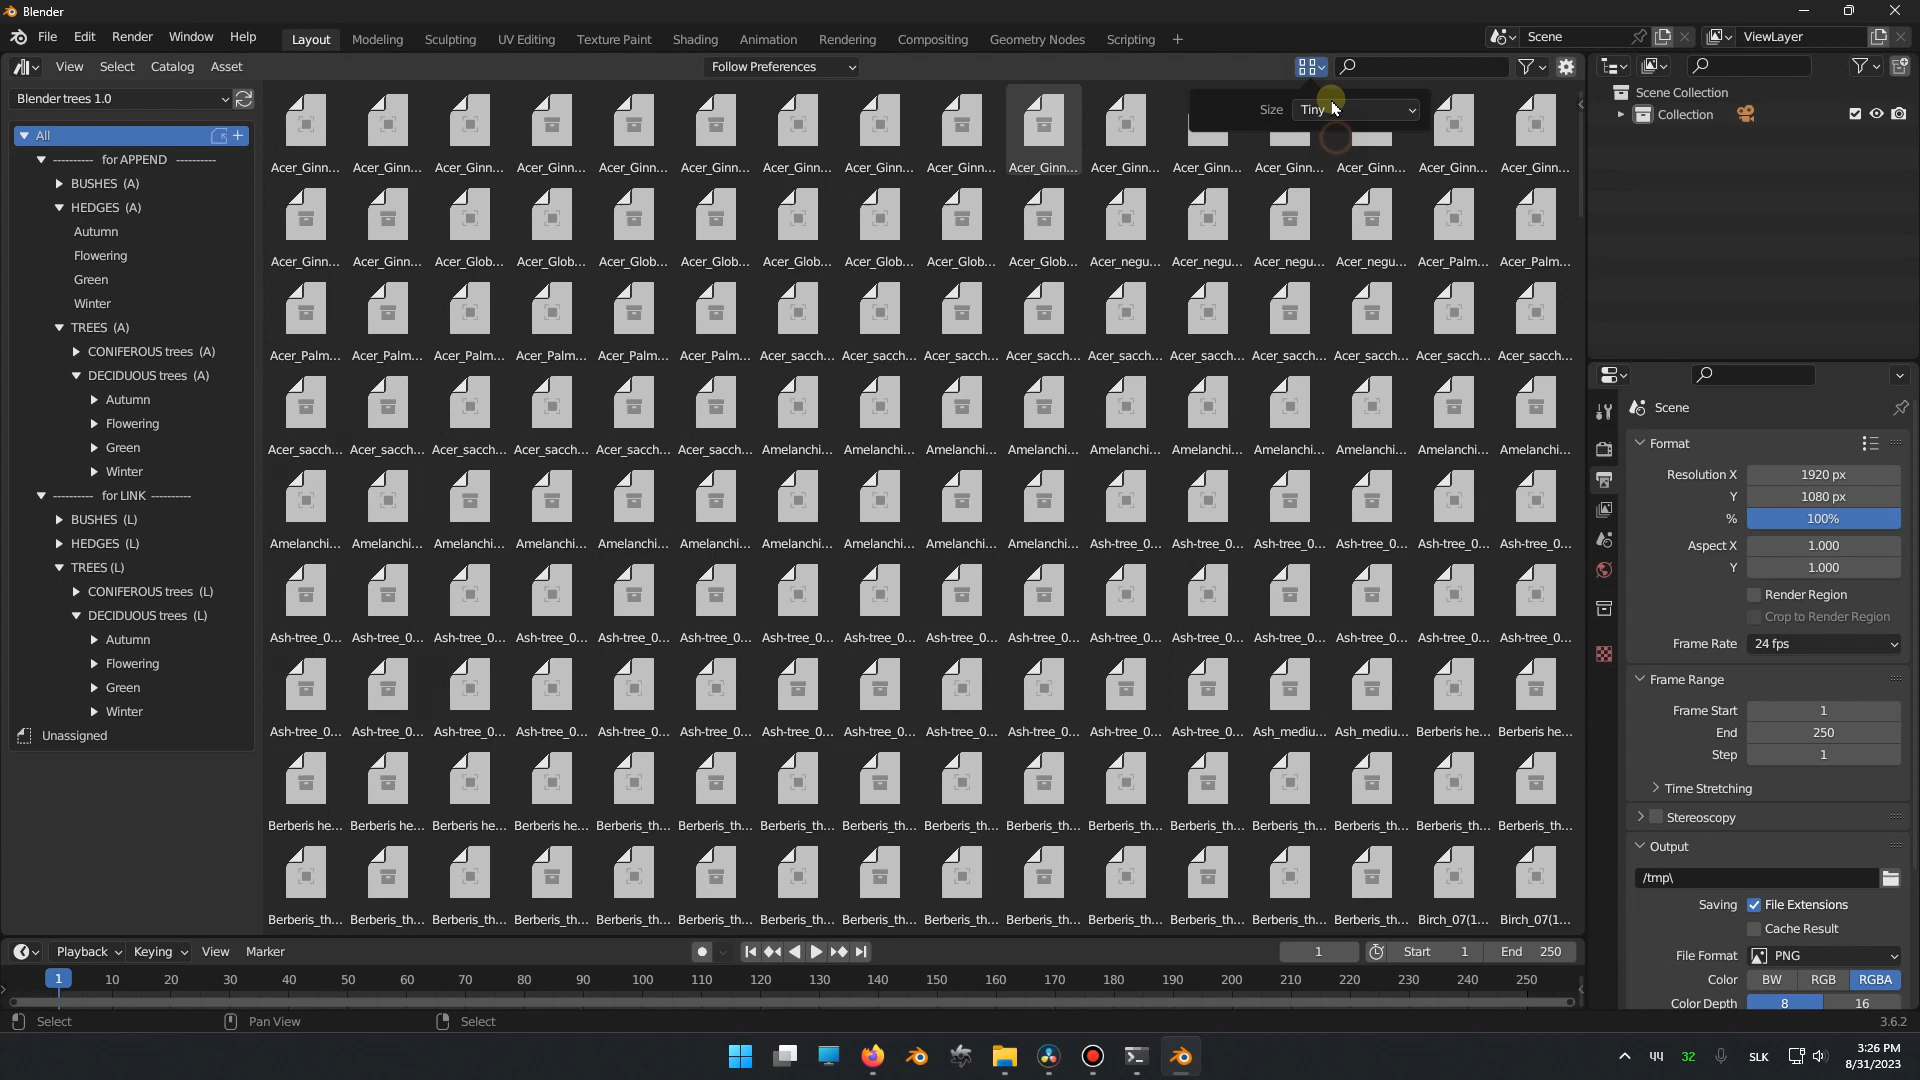 Blender
File Edit Render Window Help Layout Modeling Sculpting UV Editing Texture Paint Shading Animation Rendering Compositing Geometry Nodes Scripting + Scene ViewLayer
View Select Catalog Asset Follow Preferences
Blender trees 1.0
All
---------- for APPEND ----------
BUSHES (A)
HEDGES (A)
Autumn
Flowering
Green
Winter
TREES (A)
CONIFEROUS trees (A)
DECIDUOUS trees (A)
Autumn
Flowering
Green
Winter
---------- for LINK ----------
BUSHES (L)
HEDGES (L)
TREES (L)
CONIFEROUS trees (L)
DECIDUOUS trees (L)
Autumn
Flowering
Green
Winter
Unassigned
Size Tiny
Acer_Ginn... Acer_Ginn... Acer_Ginn... Acer_Ginn... Acer_Ginn... Acer_Ginn... Acer_Ginn... Acer_Ginn... Acer_Ginn... Acer_Ginn... Acer_Ginn... Acer_Ginn... Acer_Ginn... Acer_Ginn... Acer_Ginn... Acer_Ginn...
Acer_Ginn... Acer_Ginn... Acer_Glob... Acer_Glob... Acer_Glob... Acer_Glob... Acer_Glob... Acer_Glob... Acer_Glob... Acer_Glob... Acer_negu... Acer_negu... Acer_negu... Acer_negu... Acer_Palm... Acer_Palm...
Acer_Palm... Acer_Palm... Acer_Palm... Acer_Palm... Acer_Palm... Acer_Palm... Acer_sacch... Acer_sacch... Acer_sacch... Acer_sacch... Acer_sacch... Acer_sacch... Acer_sacch... Acer_sacch... Acer_sacch... Acer_sacch...
Acer_sacch... Acer_sacch... Acer_sacch... Acer_sacch... Acer_sacch... Acer_sacch... Amelanchi... Amelanchi... Amelanchi... Amelanchi... Amelanchi... Amelanchi... Amelanchi... Amelanchi... Amelanchi... Amelanchi...
Amelanchi... Amelanchi... Amelanchi... Amelanchi... Amelanchi... Amelanchi... Amelanchi... Amelanchi... Amelanchi... Amelanchi... Ash-tree_0... Ash-tree_0... Ash-tree_0... Ash-tree_0... Ash-tree_0... Ash-tree_0...
Ash-tree_0... Ash-tree_0... Ash-tree_0... Ash-tree_0... Ash-tree_0... Ash-tree_0... Ash-tree_0... Ash-tree_0... Ash-tree_0... Ash-tree_0... Ash-tree_0... Ash-tree_0... Ash-tree_0... Ash-tree_0... Ash-tree_0... Ash-tree_0...
Ash-tree_0... Ash-tree_0... Ash-tree_0... Ash-tree_0... Ash-tree_0... Ash-tree_0... Ash-tree_0... Ash-tree_0... Ash-tree_0... Ash-tree_0... Ash-tree_0... Ash-tree_0... Ash_mediu... Ash_mediu... Berberis he... Berberis he...
Berberis he... Berberis he... Berberis he... Berberis he... Berberis_th... Berberis_th... Berberis_th... Berberis_th... Berberis_th... Berberis_th... Berberis_th... Berberis_th... Berberis_th... Berberis_th... Berberis_th... Berberis_th...
Berberis_th... Berberis_th... Berberis_th... Berberis_th... Berberis_th... Berberis_th... Berberis_th... Berberis_th... Berberis_th... Berberis_th... Berberis_th... Berberis_th... Berberis_th... Berberis_th... Birch_07(1... Birch_07(1...
Scene Collection
Collection
Scene
Format
Resolution X 1920 px
Y 1080 px
% 100%
Aspect X 1.000
Y 1.000
Render Region
Crop to Render Region
Frame Rate 24 fps
Frame Range
Frame Start 1
End 250
Step 1
Time Stretching
Stereoscopy
Output
/tmp\
Saving File Extensions
Cache Result
File Format PNG
Color BW RGB RGBA
Color Depth 8 16
Playback Keying View Marker 1 Start 1 End 250
1 10 20 30 40 50 60 70 80 90 100 110 120 130 140 150 160 170 180 190 200 210 220 230 240 250
Select Pan View Select 3.6.2
32 SLK 3:26 PM
8/31/2023